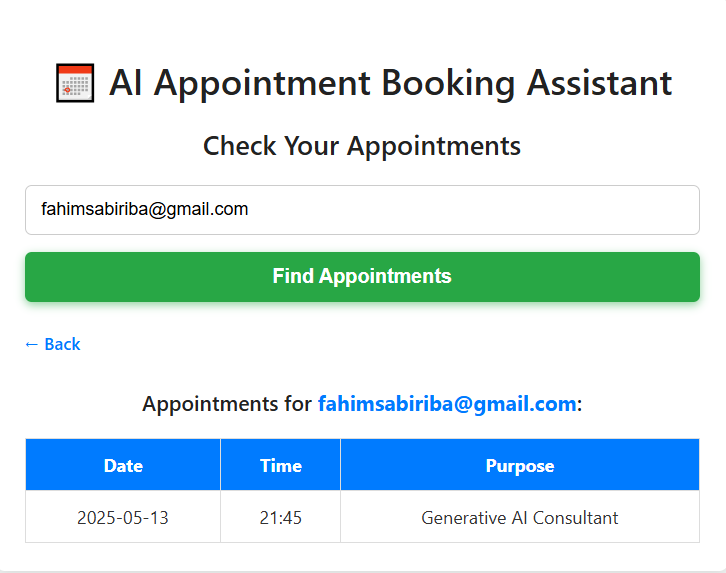 AI Appointment Booking Assistant
Check Your Appointments
fahimsabiriba@gmail.com
Find Appointments
← Back
Appointments for fahimsabiriba@gmail.com:
Date Time Purpose
2025-05-13 21:45 Generative AI Consultant